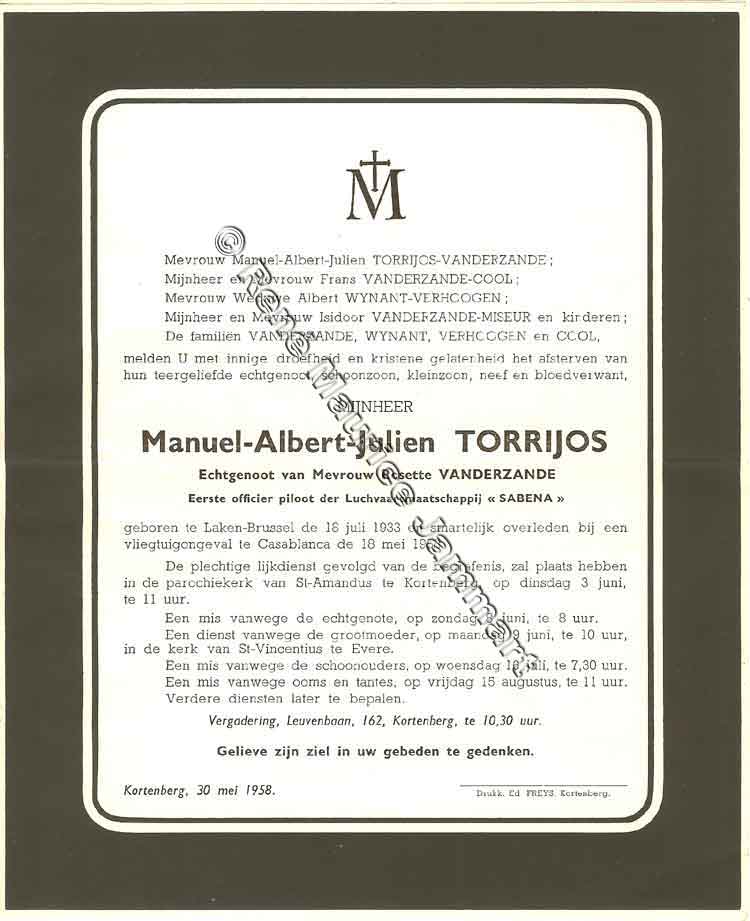 M
Mevrouw Manuel-Albert-Julien TORRIJOS-VANDERZANDE ;
Mijnheer en Mevrouw Frans VANDERZANDE-COOL ;
Mevrouw Weduwe Albert WYNANT-VERHOOGEN ;
Mijnheer en Mevrouw Isidoor VANDERZANDE-MISEUR en kinderen ;
De familiën VANDERZANDE, WYNANT, VERHOOGEN en COOL,
melden U met innige droefheid en kristene gelatenheid het afsterven van
hun teergeliefde echtgenoot, schoonzoon, kleinzoon, neef en bloedverwant,
MIJNHEER
Manuel-Albert-Julien TORRIJOS
Echtgenoot van Mevrouw Rosette VANDERZANDE
Eerste officier piloot der Luchvaartmaatschappij « SABENA »
geboren te Laken-Brussel de 18 juli 1933 en smartelijk overleden bij een
vliegtuigongeval te Casablanca de 18 mei 1958.
De plechtige lijkdienst gevolgd van de begrafenis, zal plaats hebben
in de parochiekerk van St-Amandus te Kortenberg, op dinsdag 3 juni,
te 11 uur.
Een mis vanwege de echtgenote, op zondag 8 juni, te 8 uur.
Een dienst vanwege de grootmoeder, op maandag 9 juni, te 10 uur,
in de kerk van St-Vincentius te Evere.
Een mis vanwege de schoonouders, op woensdag juli, te 7,30 uur.
Een mis vanwege ooms en tantes, op vrijdag 15 augustus, te 11 uur.
Verdere diensten later te bepalen.
Vergadering, Leuvenbaan, 162, Kortenberg, te 10,30 uur.
Gelieve zijn ziel in uw gebeden te gedenken.
Kortenberg, 30 mei 1958.
Drukk. Ed FREYS, Kortenberg.
© René Maurice Jammart